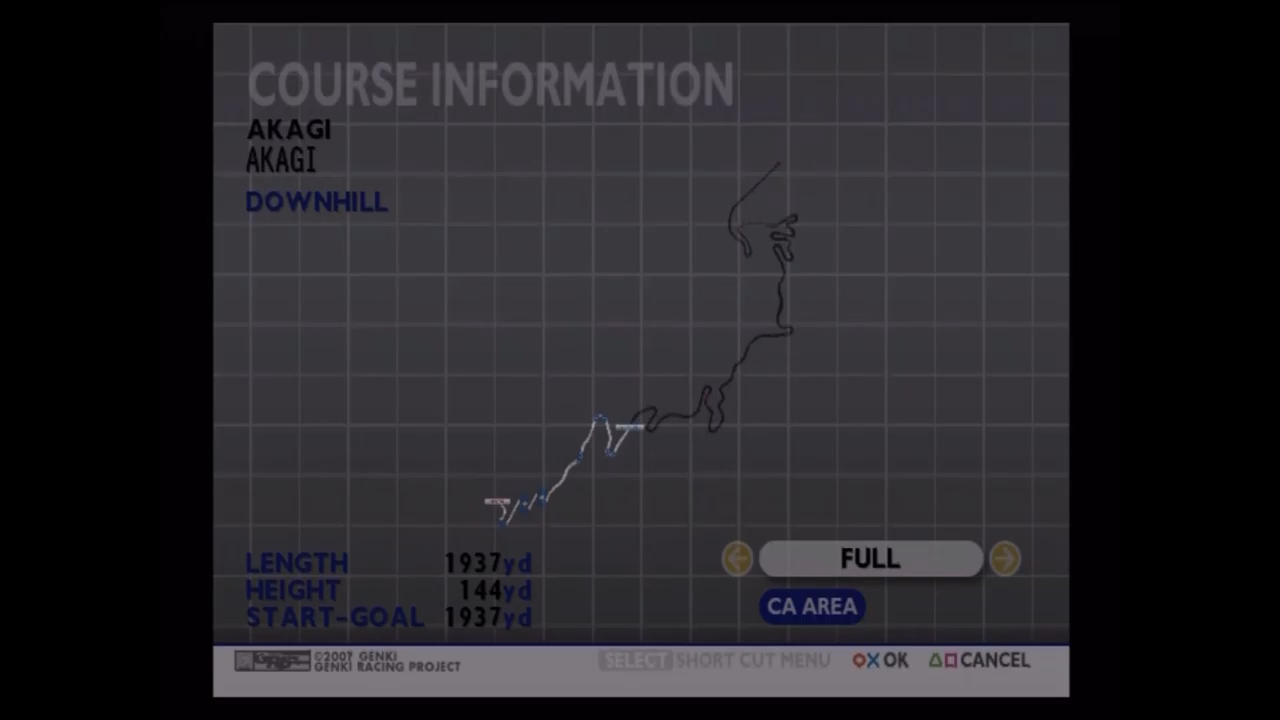 COURSE INFORMATION
AKAGI
AKAGI
DOWNHILL
LENGTH 1937yd
HEIGHT 144yd
START-GOAL 1937yd
FULL
CA AREA
©2007 GENKI
GENKI RACING PROJECT
SELECT SHORT CUT MENU
OK
CANCEL